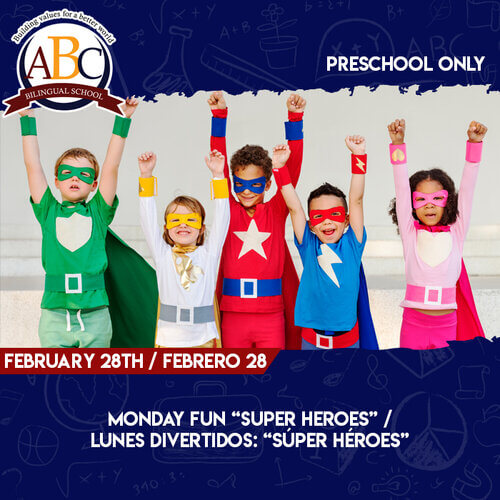 Building values for a better world
ABC
BILINGUAL SCHOOL
PRESCHOOL ONLY
FEBRUARY 28TH / FEBRERO 28
MONDAY FUN “SUPER HEROES” /
LUNES DIVERTIDOS: “SÚPER HÉROES”